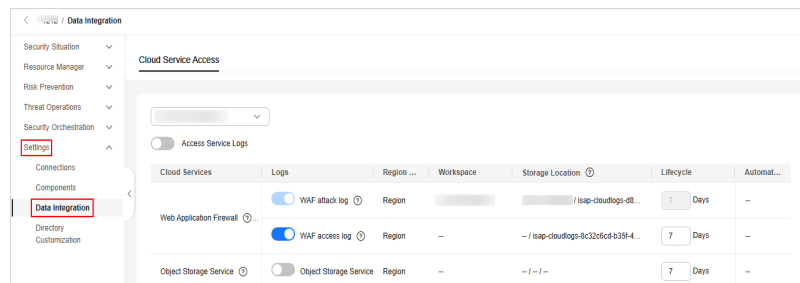 / Data Integration
Security Situation
Resource Manager
Risk Prevention
Threat Operations
Security Orchestration
Settings
Connections
Components
Data Integration
Directory
Customization
Cloud Service Access
Access Service Logs
Cloud Services Logs Region ... Workspace Storage Location Lifecycle Automat...
Web Application Firewall ...
WAF attack log Region / isap-cloudlogs-d8... 7 Days --
WAF access log Region -- -- / isap-cloudlogs-8c32c6cd-b35f-4... 7 Days --
Object Storage Service Object Storage Service Region -- -- / -- / -- 7 Days --